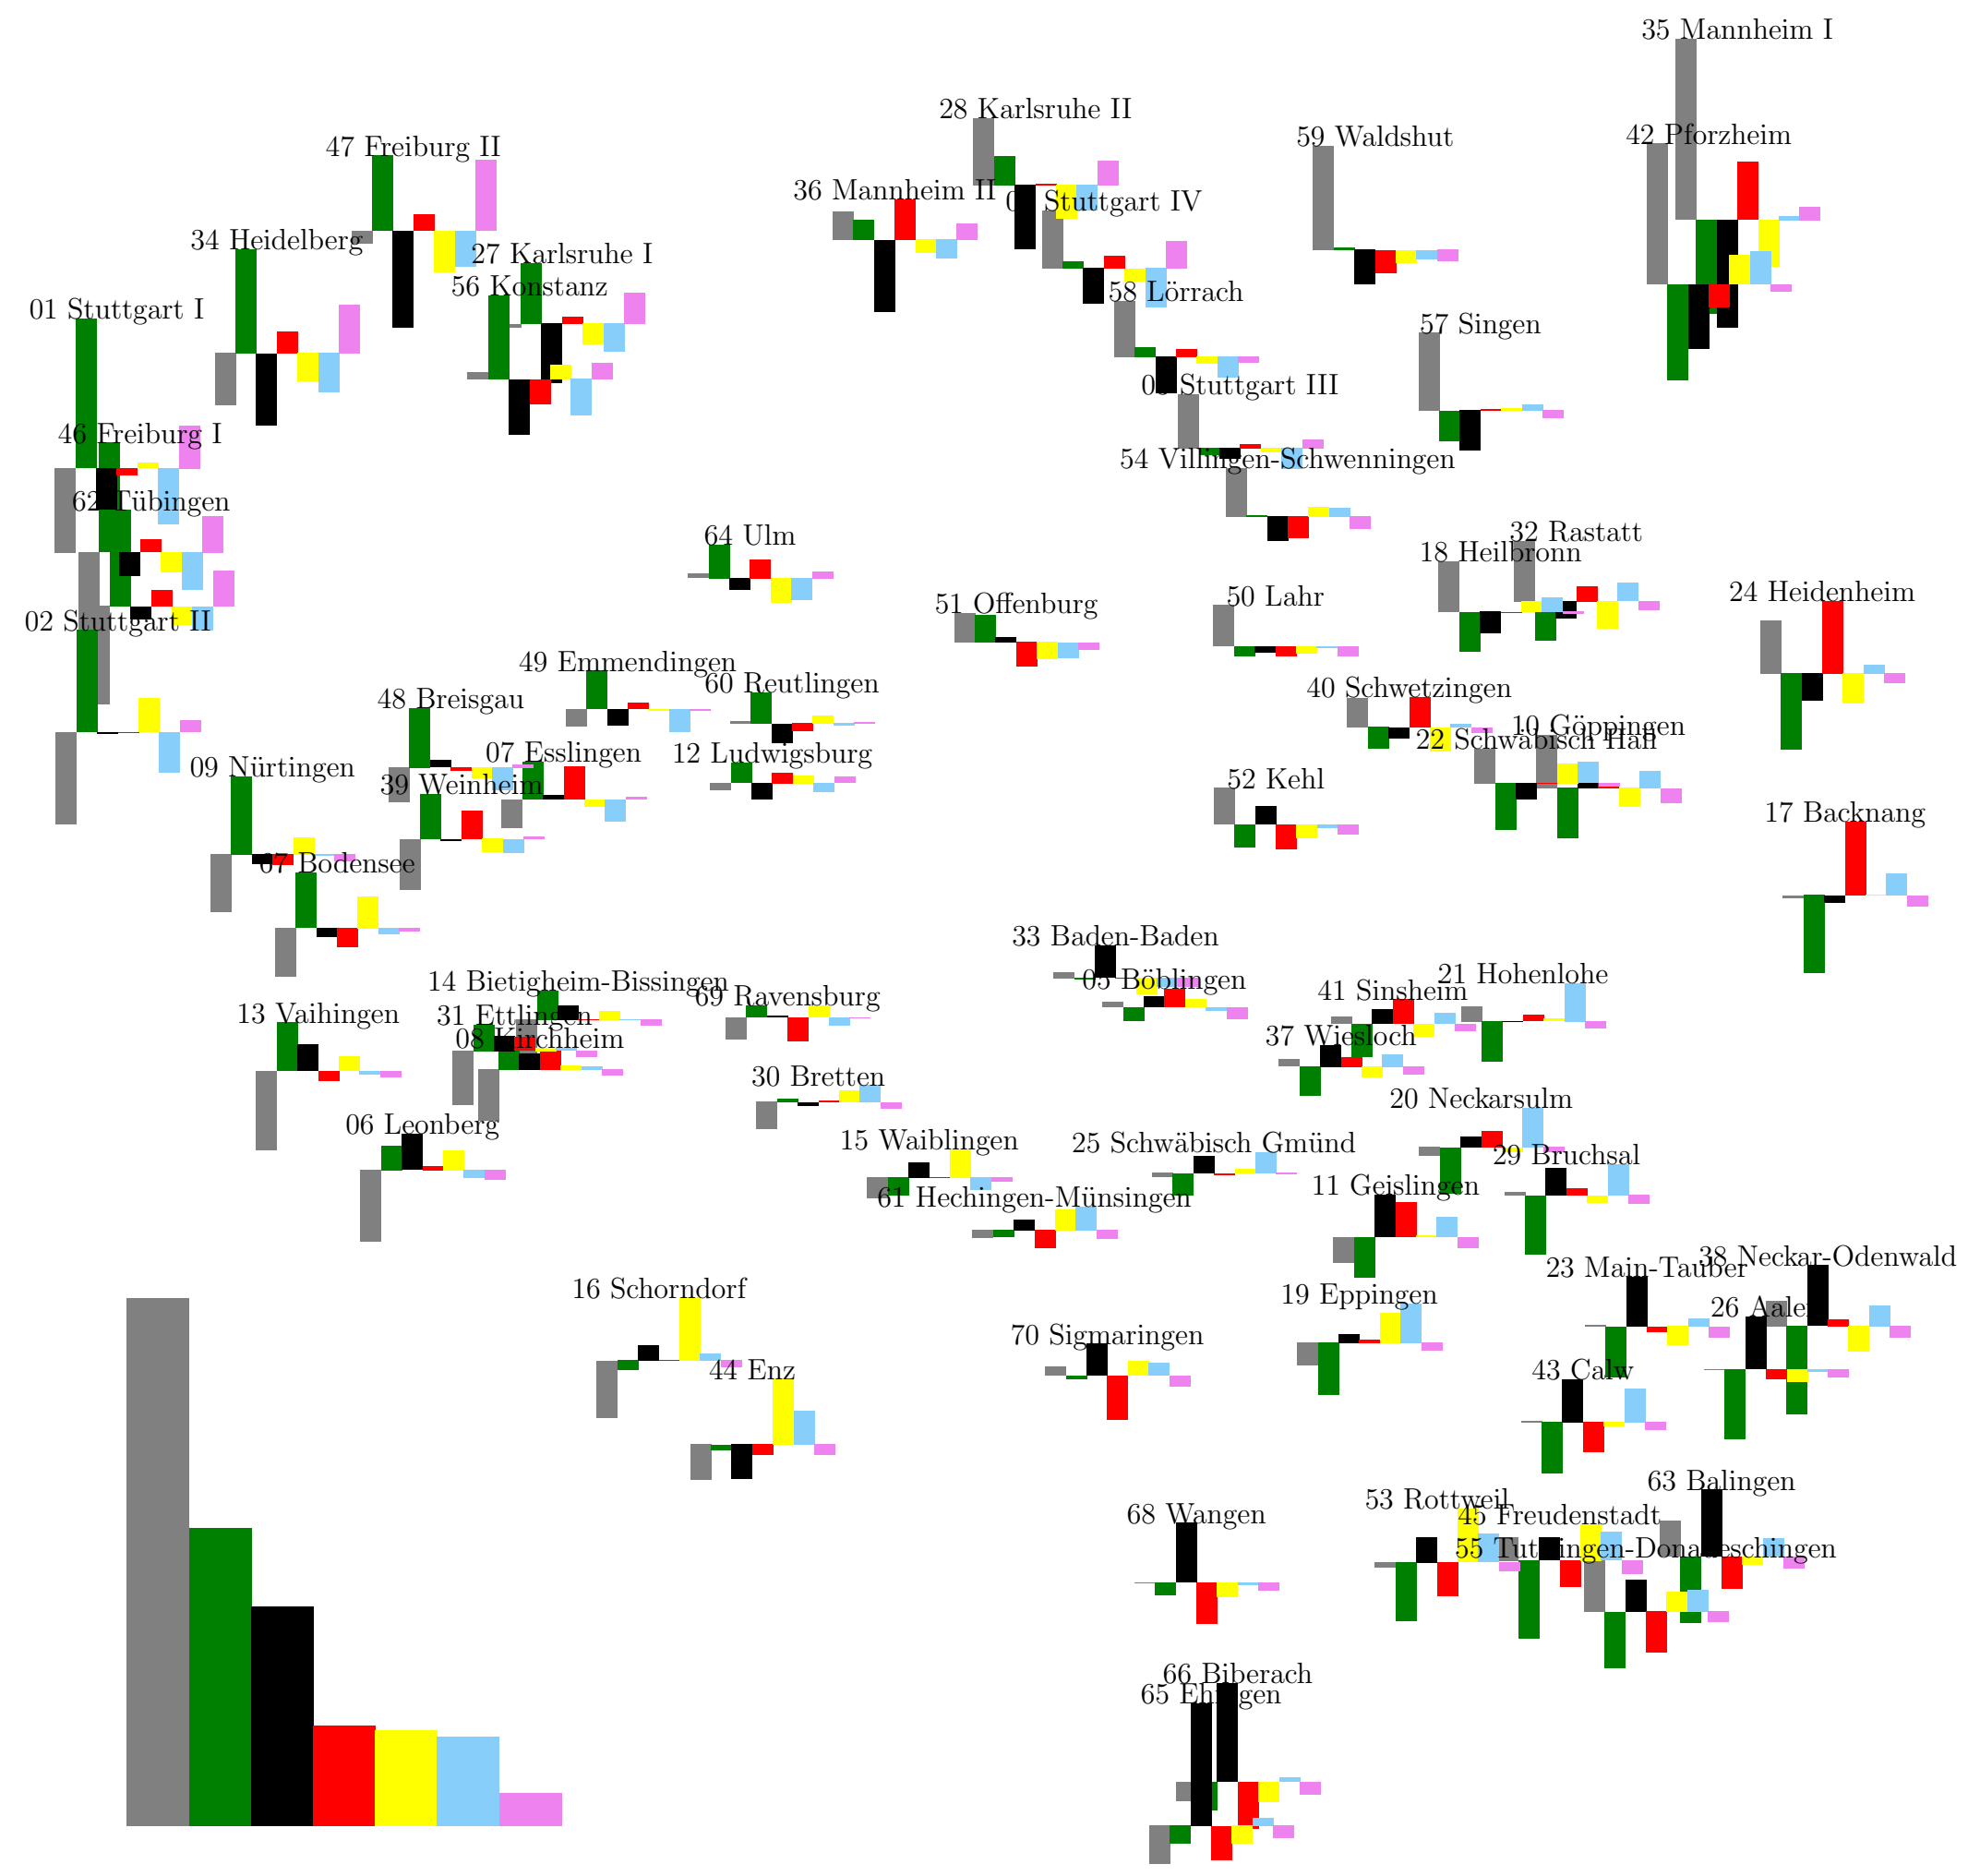 35 Mannheim I
28 Karlsruhe II
42 Pforzheim
59 Waldshut
47 Freiburg II
36 Mannheim II
Stuttgart IV
34 Heidelberg
27 Karlsruhe I
56 Konstanz
58 Lörrach
01 Stuttgart I
57 Singen
Stuttgart III
46 Freiburg I
54 Villingen-Schwenningen
62 Tübingen
64 Ulm
32 Rastatt
18 Heilbronn
24 Heidenheim
50 Lahr
51 Offenburg
02 Stuttgart II
49 Emmendingen
60 Reutlingen
40 Schwetzingen
48 Breisgau
10 Göppingen
22 Schwäbisch Hall
07 Esslingen
12 Ludwigsburg
09 Nürtingen
52 Kehl
39 Weinheim
17 Backnang
67 Bodensee
33 Baden-Baden
14 Bietigheim-Bissingen
05 Böblingen
21 Hohenlohe
69 Ravensburg
41 Sinsheim
13 Vaihingen
31 Ettlingen
08 Kirchheim
37 Wiesloch
30 Bretten
20 Neckarsulm
06 Leonberg
15 Waiblingen
25 Schwäbisch Gmünd
29 Bruchsal
11 Geislingen
61 Hechingen-Münsingen
38 Neckar-Odenwald
23 Main-Tauber
16 Schorndorf
19 Eppingen
26 Aalen
70 Sigmaringen
44 Enz
43 Calw
63 Balingen
53 Rottweil
68 Wangen
45 Freudenstadt
55 Tuttlingen-Donaueschingen
66 Biberach
65 Ehingen